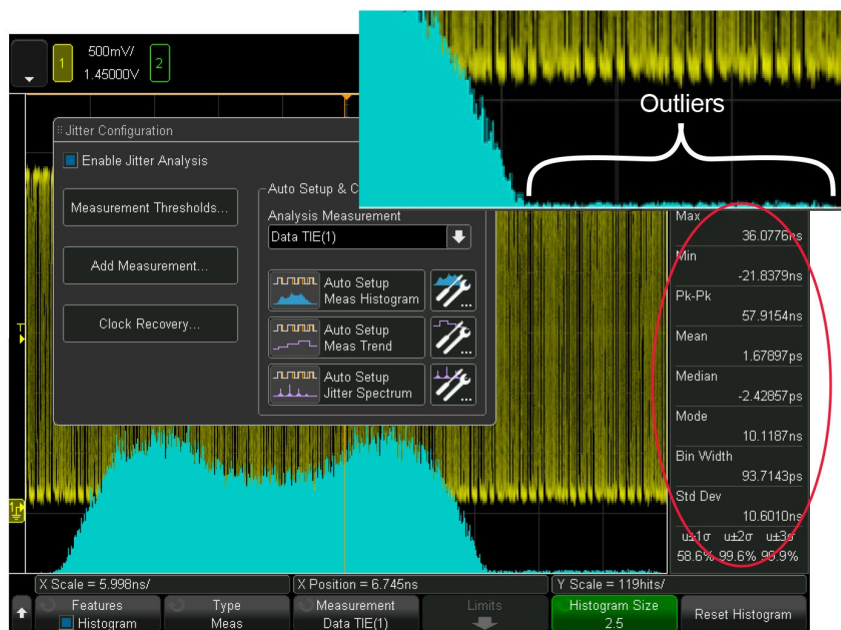 500mV/
1
2
1.45000V
Outliers
Jitter Configuration
Enable Jitter Analysis
Measurement Thresholds...
Add Measurement...
Clock Recovery...
Auto Setup & C
Analysis Measurement
Data TIE(1)
Auto Setup
Meas Histogram
...
Auto Setup
Meas Trend
...
Auto Setup
Jitter Spectrum
...
T
Max
36.0776ns
Min
-21.8379ns
Pk-Pk
57.9154ns
Mean
1.67897ps
Median
-2.42857ps
Mode
10.1187ns
Bin Width
93.7143ps
Std Dev
10.6010ns
u±1σ u±2σ u±3σ
58.6% 99.6% 99.9%
X Scale = 5.998ns/
X Position = 6.745ns
Y Scale = 119hits/
Features
Histogram
Type
Meas
Measurement
Data TIE(1)
Limits
Histogram Size
2.5
Reset Histogram